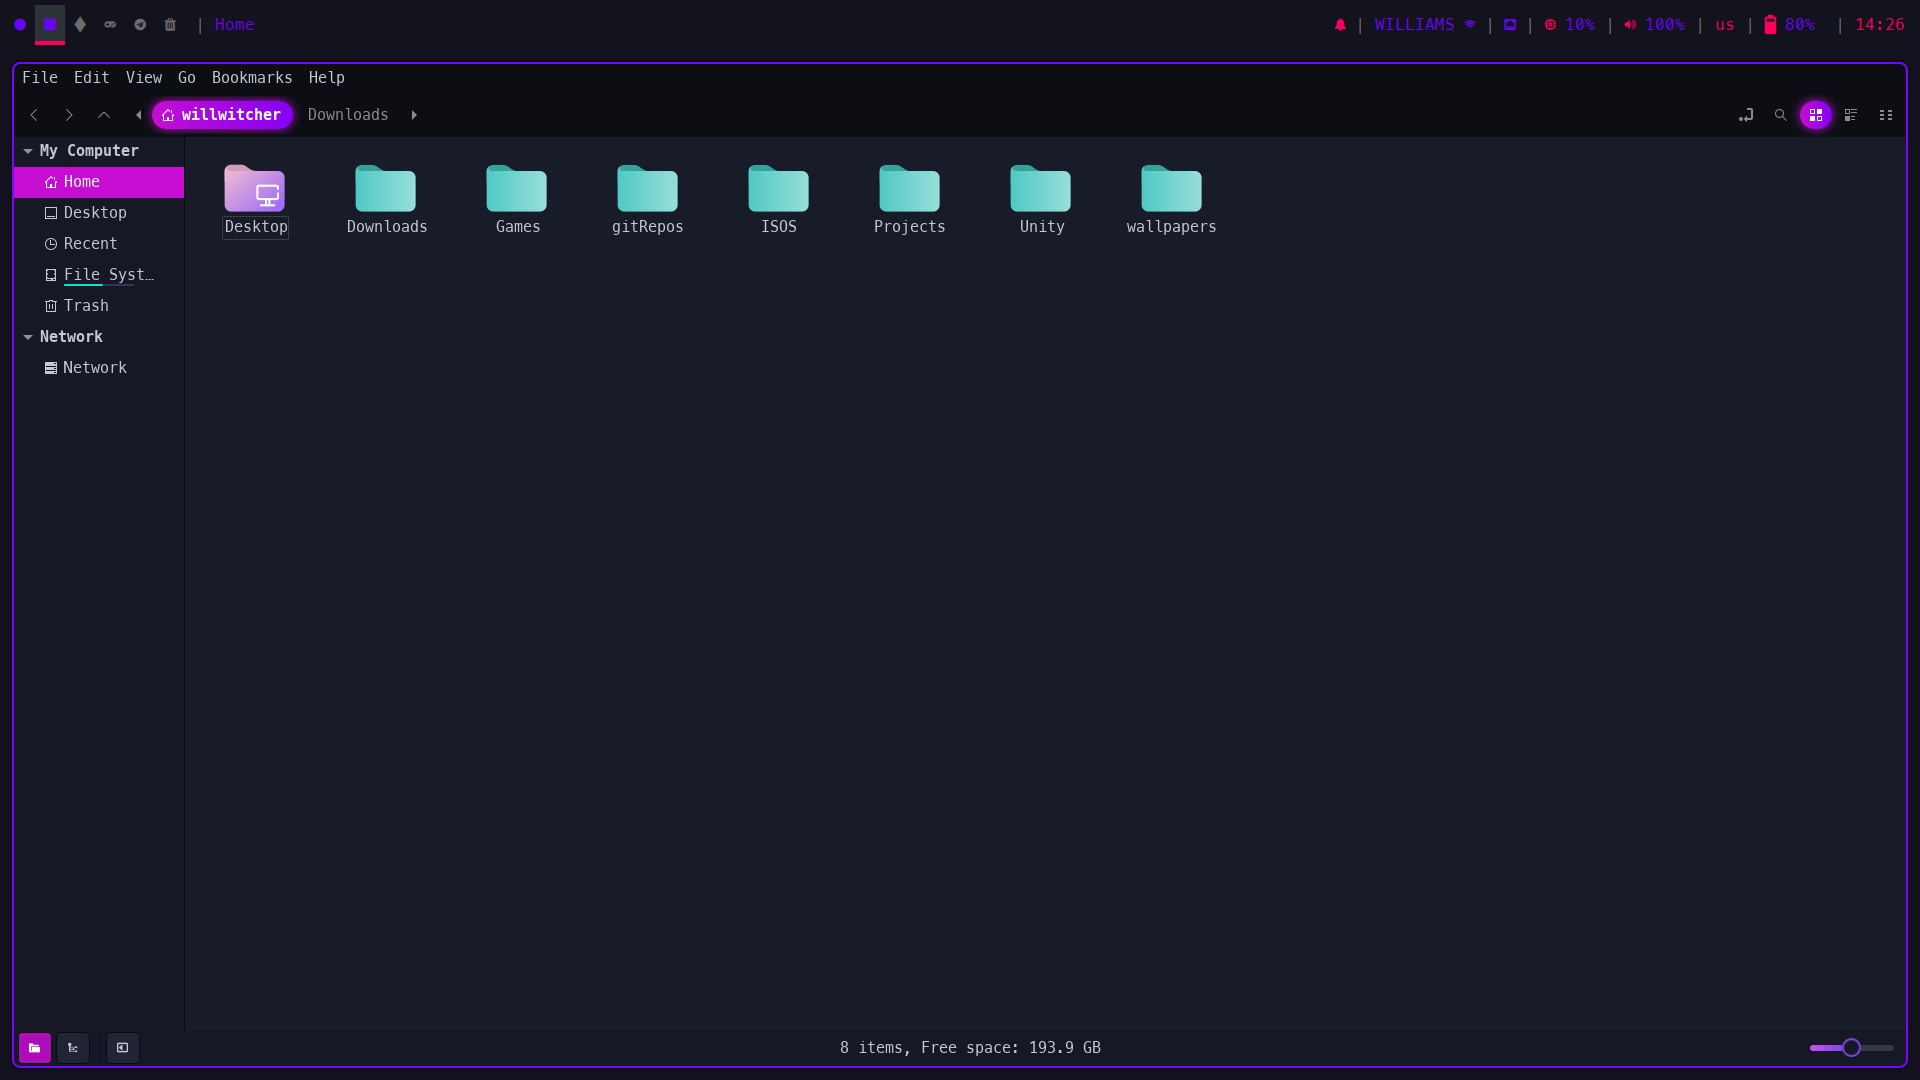 | Home | WILLIAMS | | 10% | 100% | us | 80% | 14:26
File Edit View Go Bookmarks Help
willwitcher Downloads
My Computer
Home
Desktop
Recent
File Syst…
Trash
Network
Network
Desktop Downloads Games gitRepos ISOS Projects Unity wallpapers
8 items, Free space: 193.9 GB